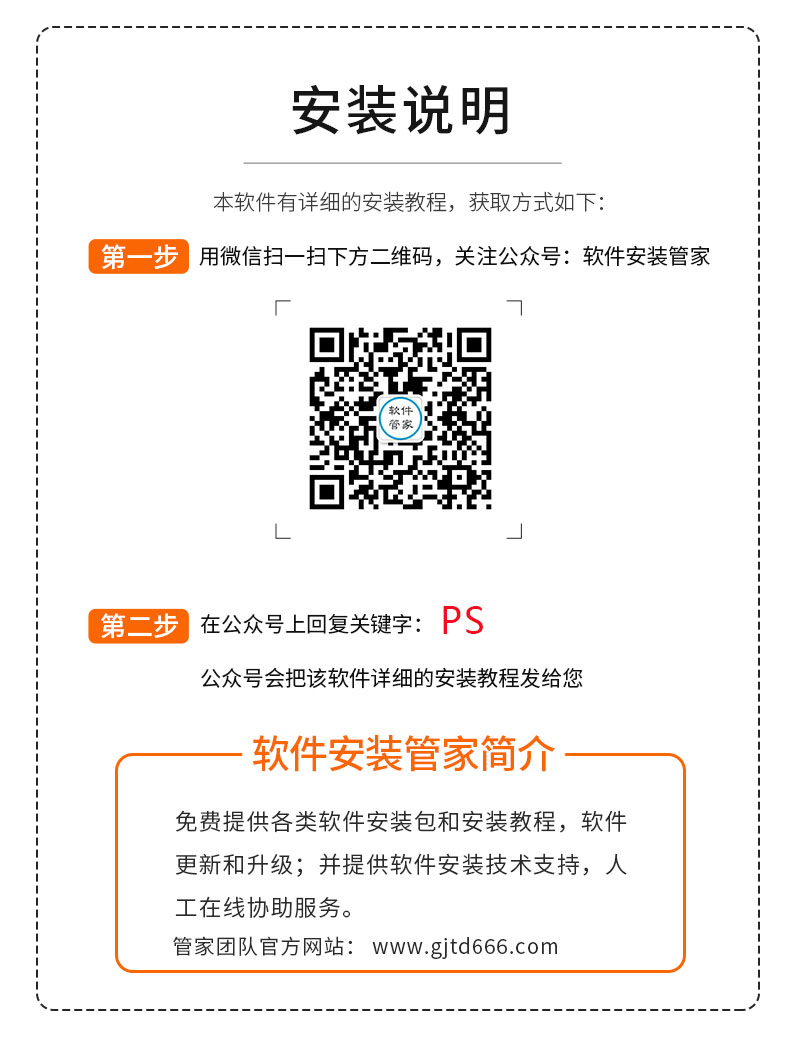 安装说明
本软件有详细的安装教程，获取方式如下：
第一步 用微信扫一扫下方二维码，关注公众号：软件安装管家
软件
管家
第二步 在公众号上回复关键字： PS
公众号会把该软件详细的安装教程发给您
软件安装管家简介
免费提供各类软件安装包和安装教程，软件
更新和升级；并提供软件安装技术支持，人
工在线协助服务。
管家团队官方网站： www.gjtd666.com